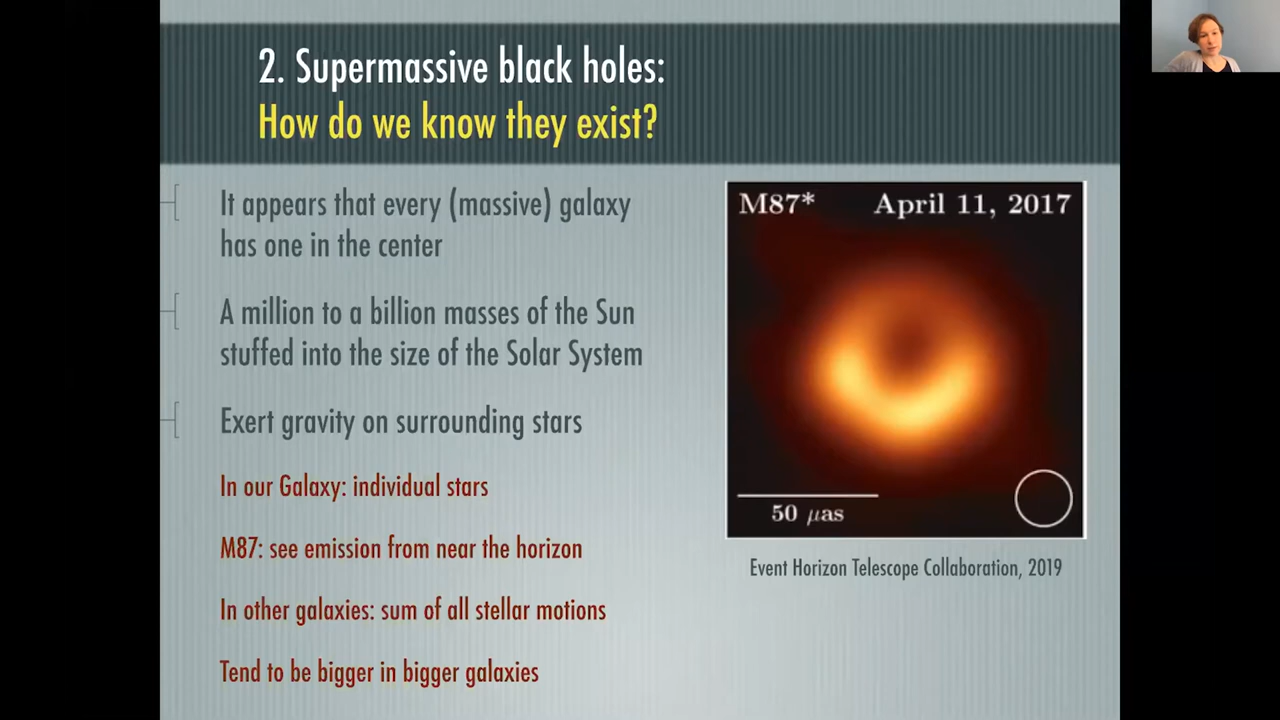 2. Supermassive black holes:
How do we know they exist?
It appears that every (massive) galaxy
has one in the center
A million to a billion masses of the Sun
stuffed into the size of the Solar System
Exert gravity on surrounding stars
In our Galaxy: individual stars
M87: see emission from near the horizon
In other galaxies: sum of all stellar motions
Tend to be bigger in bigger galaxies
M87* April 11, 2017
50 μas
Event Horizon Telescope Collaboration, 2019